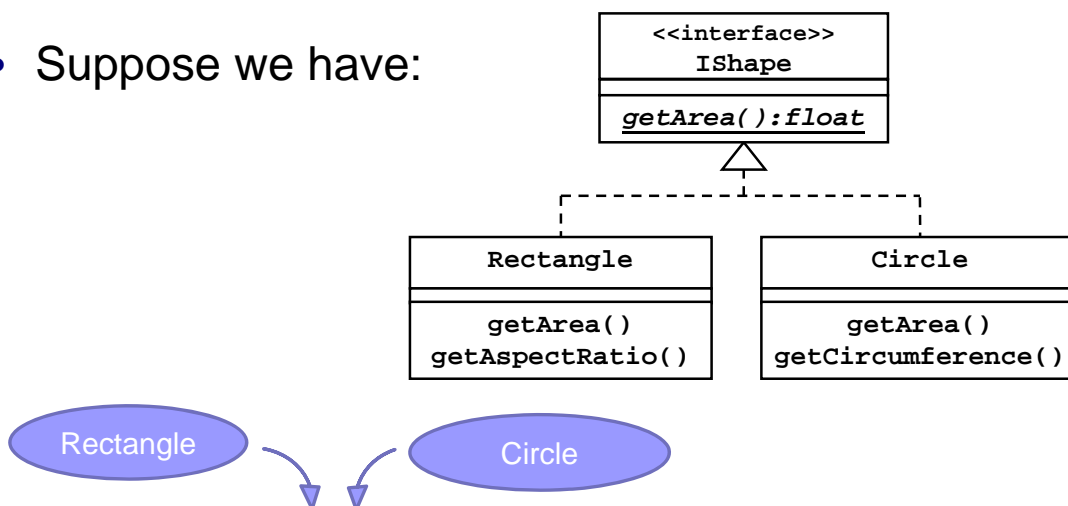 • Suppose we have:
<<interface>>
IShape
getArea():float
Rectangle
getArea()
getAspectRatio()
Circle
getArea()
getCircumference()
Rectangle
Circle